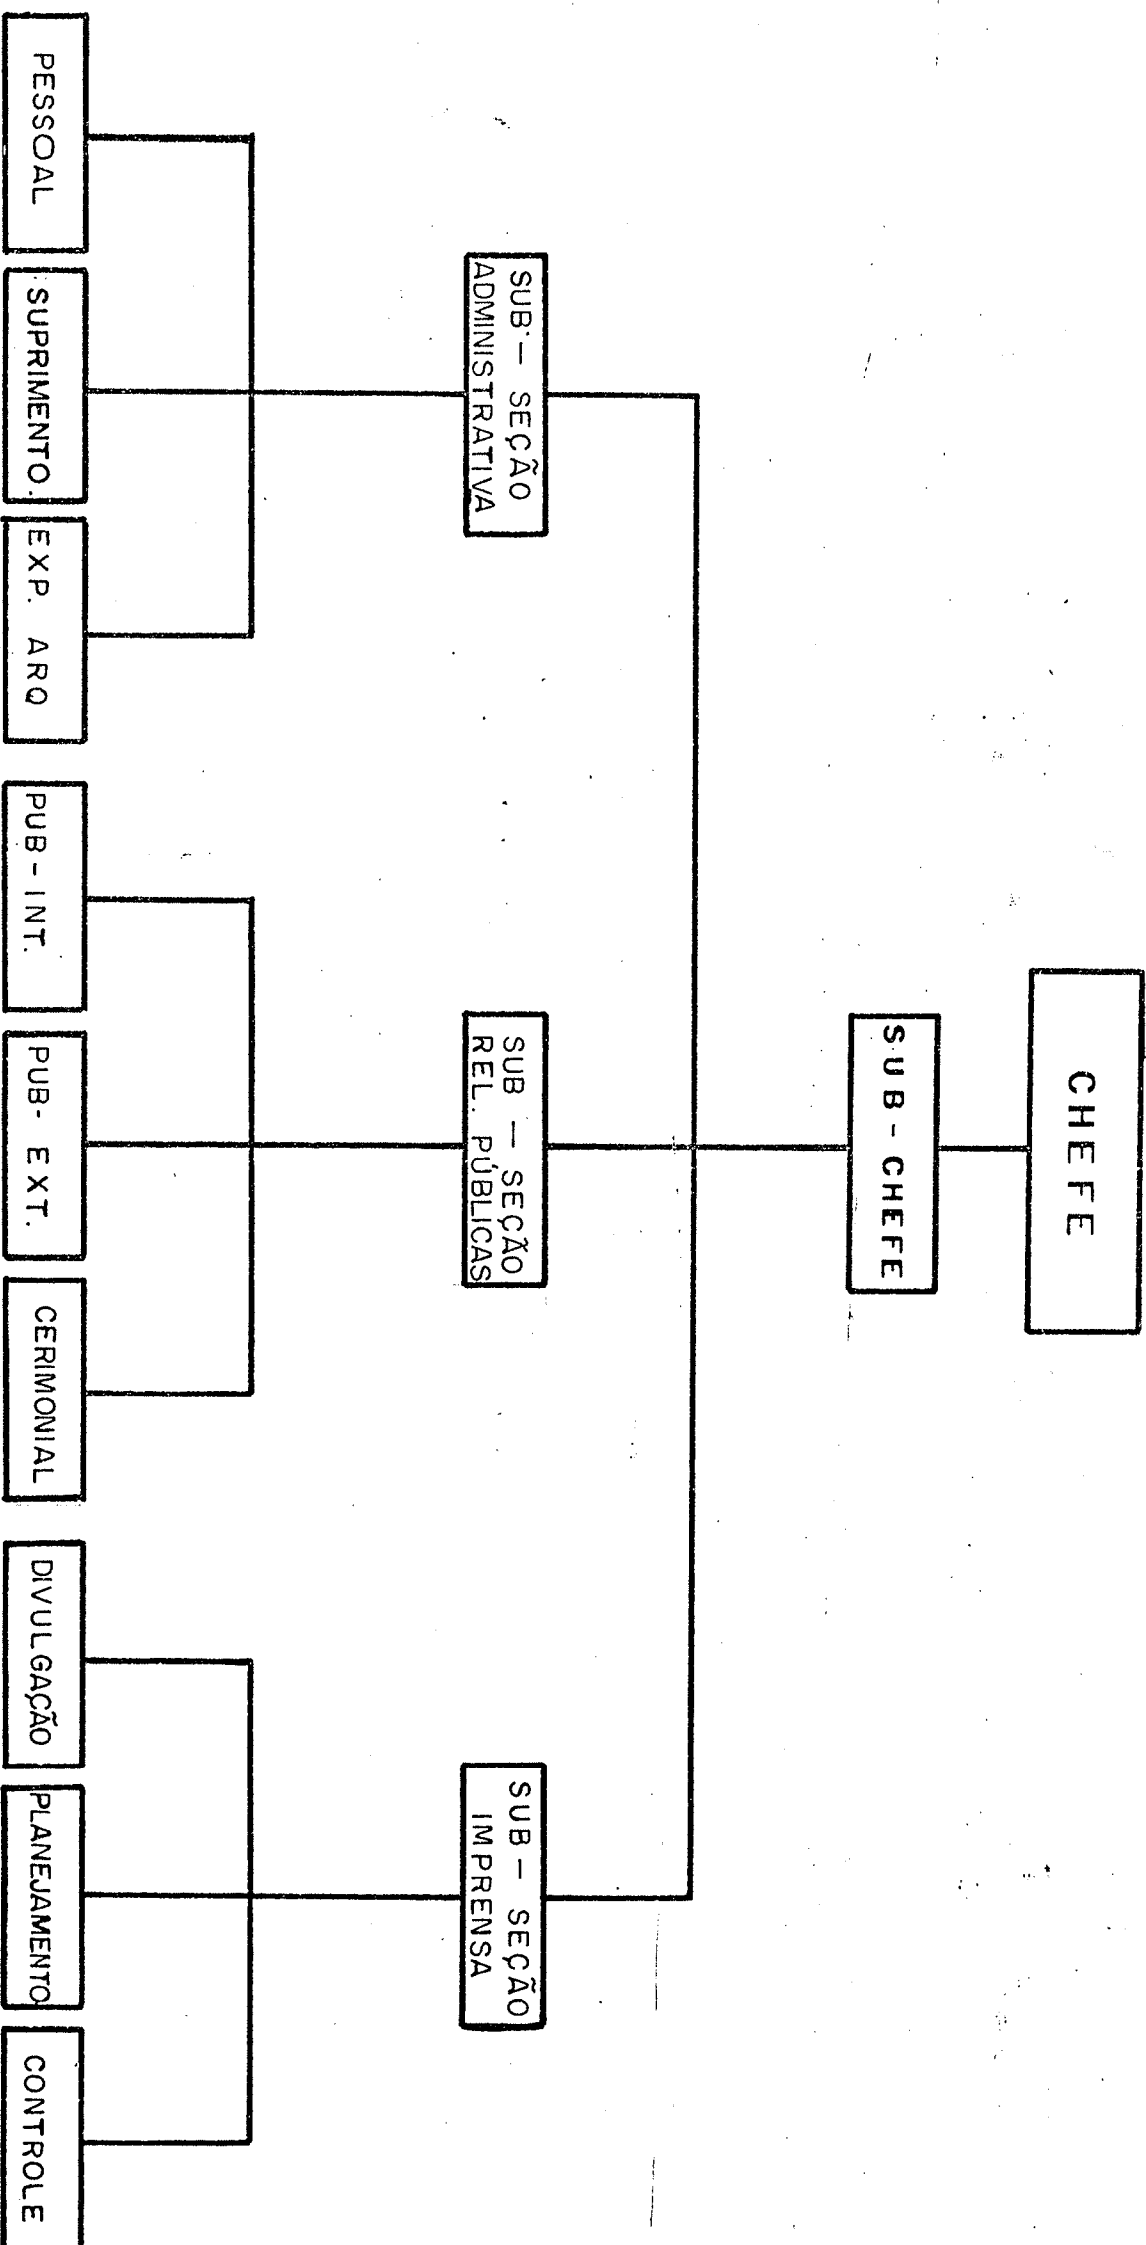 CHEFE
SUB-CHEFE
SUB - SEÇÃO
ADMINISTRATIVA
SUB - SEÇÃO
REL. PÚBLICAS
SUB - SEÇÃO
IMPRENSA
PESSOAL
SUPRIMENTO.
EXP. ARQ
PUB-INT.
PUB- EXT.
CERIMONIAL
DIVULGAÇÃO
PLANEJAMENTO
CONTROLE